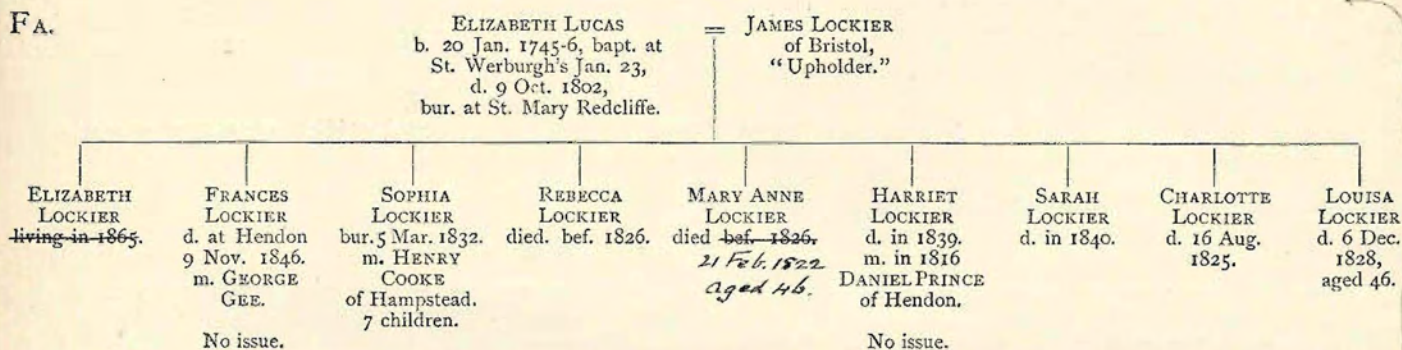 FA.
ELIZABETH LUCAS
b. 20 Jan. 1745-6, bapt. at
St. Werburgh's Jan. 23,
d. 9 Oct. 1802,
bur. at St. Mary Redcliffe.
=
JAMES LOCKIER
of Bristol,
"Upholder."
ELIZABETH
LOCKIER
living in 1865.
FRANCES
LOCKIER
d. at Hendon
9 Nov. 1846.
m. GEORGE
GEE.
No issue.
SOPHIA
LOCKIER
bur. 5 Mar. 1832.
m. HENRY
COOKE
of Hampstead.
7 children.
REBECCA
LOCKIER
died. bef. 1826.
MARY ANNE
LOCKIER
died bef. 1826.
21 Feb. 1822
aged 46.
HARRIET
LOCKIER
d. in 1839.
m. in 1816
DANIEL PRINCE
of Hendon.
No issue.
SARAH
LOCKIER
d. in 1840.
CHARLOTTE
LOCKIER
d. 16 Aug.
1825.
LOUISA
LOCKIER
d. 6 Dec.
1828,
aged 46.